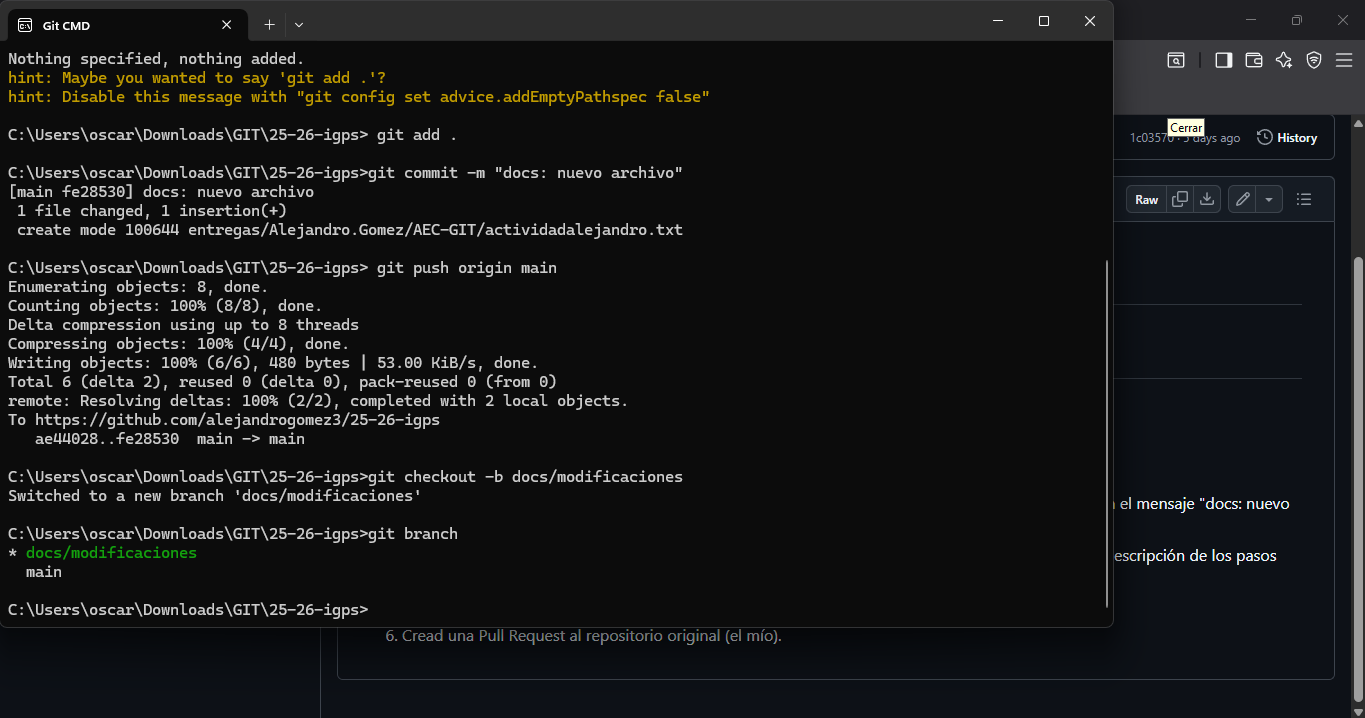 Git CMD
Nothing specified, nothing added.
hint: Maybe you wanted to say 'git add .'?
hint: Disable this message with "git config set advice.addEmptyPathspec false"
C:\Users\oscar\Downloads\GIT\25-26-igps> git add .
C:\Users\oscar\Downloads\GIT\25-26-igps>git commit -m "docs: nuevo archivo"
[main fe28530] docs: nuevo archivo
1 file changed, 1 insertion(+)
create mode 100644 entregas/Alejandro.Gomez/AEC-GIT/actividadalejandro.txt
C:\Users\oscar\Downloads\GIT\25-26-igps> git push origin main
Enumerating objects: 8, done.
Counting objects: 100% (8/8), done.
Delta compression using up to 8 threads
Compressing objects: 100% (4/4), done.
Writing objects: 100% (6/6), 480 bytes | 53.00 KiB/s, done.
Total 6 (delta 2), reused 0 (delta 0), pack-reused 0 (from 0)
remote: Resolving deltas: 100% (2/2), completed with 2 local objects.
To https://github.com/alejandrogomez3/25-26-igps
ae44028..fe28530  main -> main
C:\Users\oscar\Downloads\GIT\25-26-igps>git checkout -b docs/modificaciones
Switched to a new branch 'docs/modificaciones'
C:\Users\oscar\Downloads\GIT\25-26-igps>git branch
* docs/modificaciones
main
C:\Users\oscar\Downloads\GIT\25-26-igps>
Cerrar
days ago History
Raw
el mensaje "docs: nuevo
escripción de los pasos
6. Cread una Pull Request al repositorio original (el mío).